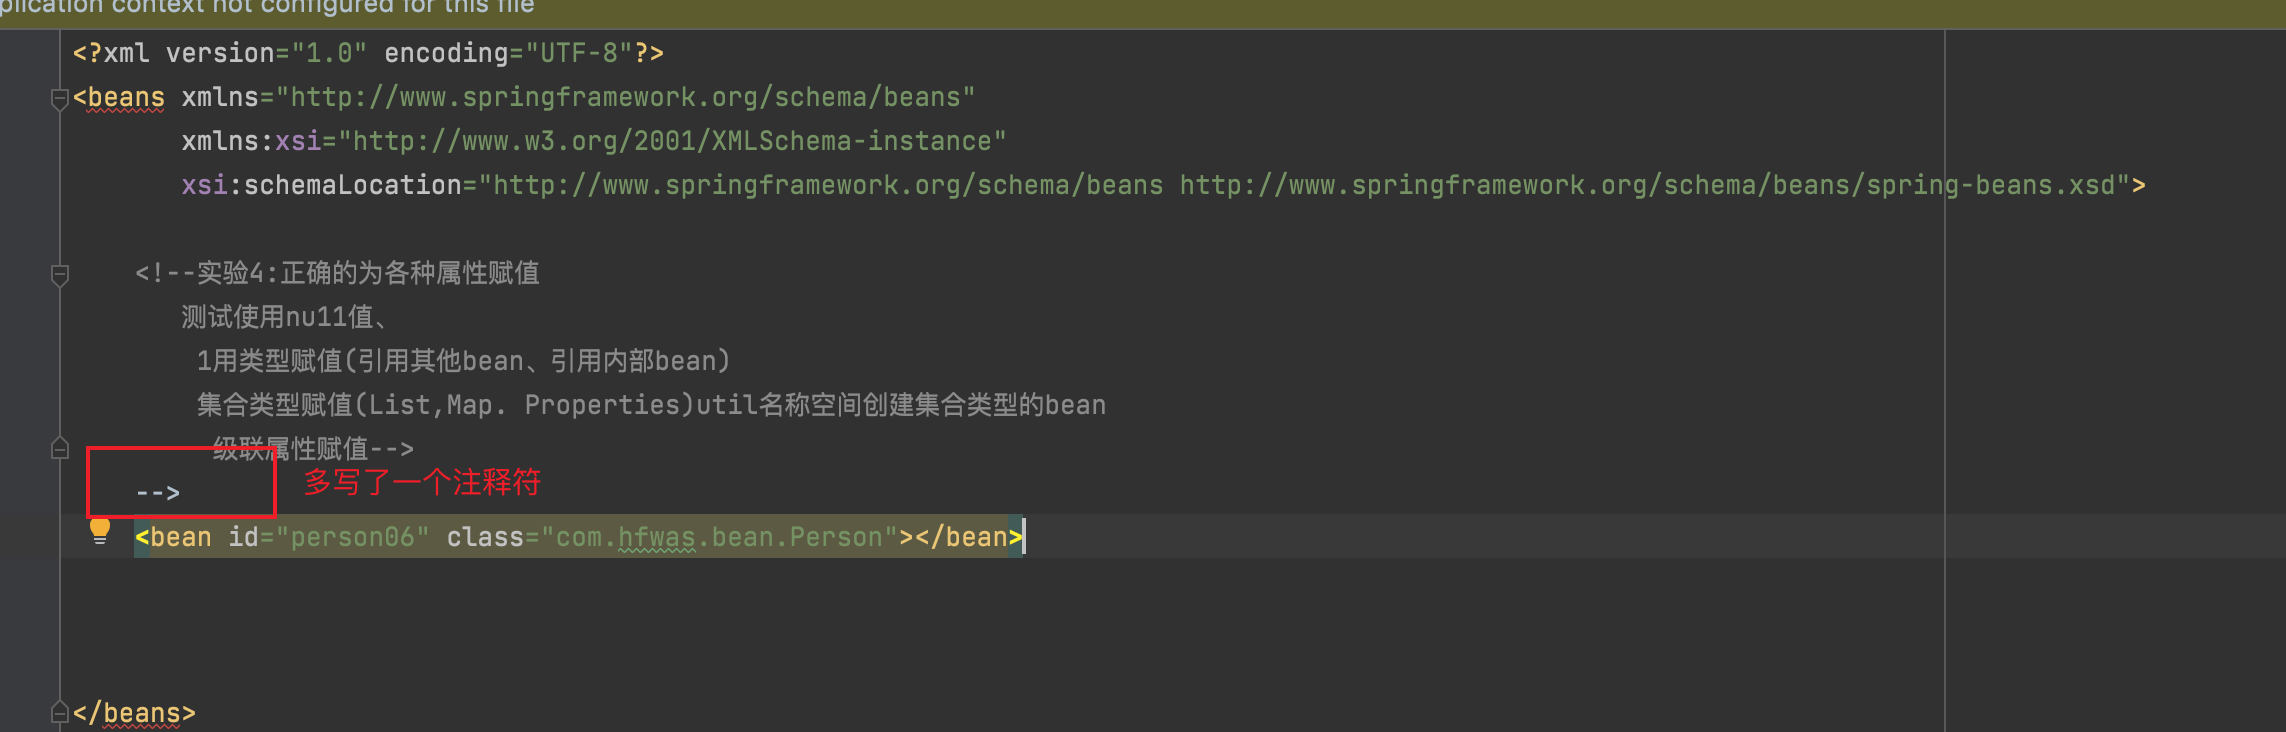 plication context not configured for this file
<?xml version="1.0" encoding="UTF-8"?>
<beans xmlns="http://www.springframework.org/schema/beans"
xmlns:xsi="http://www.w3.org/2001/XMLSchema-instance"
xsi:schemaLocation="http://www.springframework.org/schema/beans http://www.springframework.org/schema/beans/spring-beans.xsd">
<!--实验4:正确的为各种属性赋值
测试使用nu11值、
1用类型赋值(引用其他bean、引用内部bean)
集合类型赋值(List,Map. Properties)util名称空间创建集合类型的bean
级联属性赋值-->
-->
多写了一个注释符
<bean id="person06" class="com.hfwas.bean.Person"></bean>
</beans>